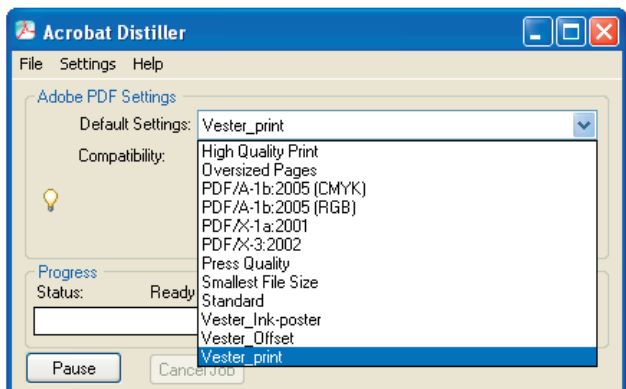 Acrobat Distiller
File Settings Help
Adobe PDF Settings
Default Settings: Vester_print
Compatibility:
High Quality Print
Oversized Pages
PDF/A-1b:2005 (CMYK)
PDF/A-1b:2005 (RGB)
PDF/X-1a:2001
PDF/X-3:2002
Press Quality
Smallest File Size
Standard
Vester_Ink-poster
Vester_Offset
Vester_print
Progress
Status: Ready
Pause
Cancel Job